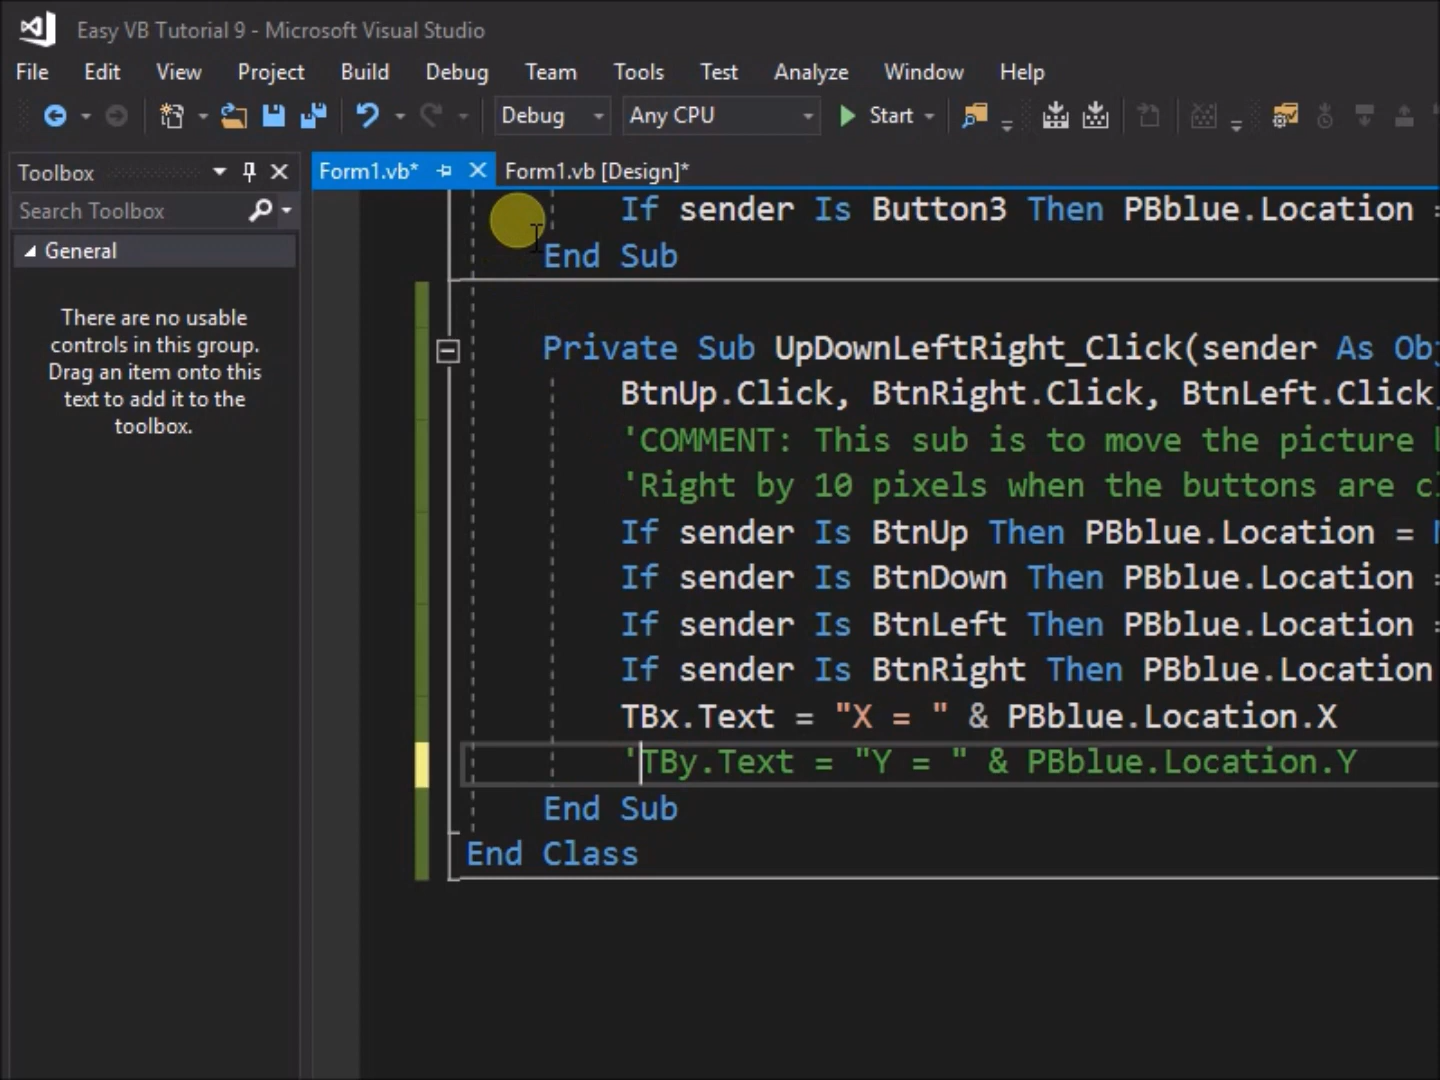 Easy VB Tutorial 9 - Microsoft Visual Studio
File Edit View Project Build Debug Team Tools Test Analyze Window Help
Debug Any CPU Start
Toolbox
Form1.vb* Form1.vb [Design]*
Search Toolbox
General
There are no usable
controls in this group.
Drag an item onto this
text to add it to the
toolbox.
If sender Is Button3 Then PBblue.Location =
End Sub
Private Sub UpDownLeftRight_Click(sender As Obj
BtnUp.Click, BtnRight.Click, BtnLeft.Click,
'COMMENT: This sub is to move the picture
'Right by 10 pixels when the buttons are
If sender Is BtnUp Then PBblue.Location =
If sender Is BtnDown Then PBblue.Location =
If sender Is BtnLeft Then PBblue.Location =
If sender Is BtnRight Then PBblue.Location
TBx.Text = "X = " & PBblue.Location.X
'TBy.Text = "Y = " & PBblue.Location.Y
End Sub
End Class